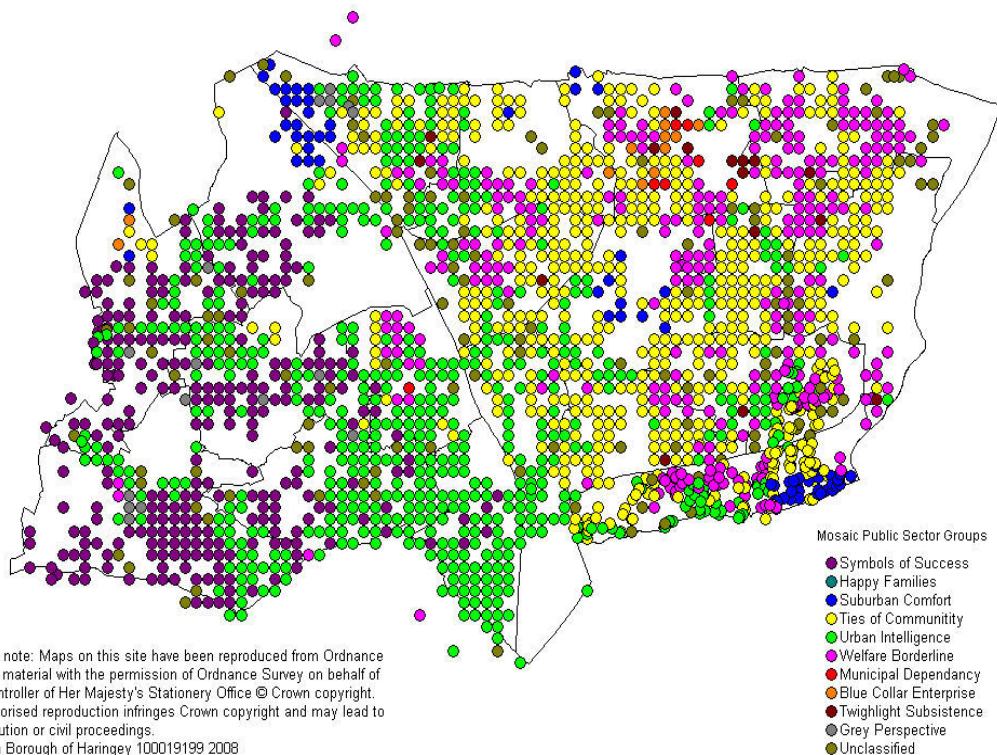 Mosaic Public Sector Groups
Symbols of Success
Happy Families
Suburban Comfort
Ties of Communitity
Urban Intelligence
Welfare Borderline
Municipal Dependancy
Blue Collar Enterprise
Twighlight Subsistence
Grey Perspective
Unclassified
note: Maps on this site have been reproduced from Ordnance
material with the permission of Ordnance Survey on behalf of
ntroller of Her Majesty's Stationery Office © Crown copyright.
orised reproduction infringes Crown copyright and may lead to
ution or civil proceedings.
Borough of Haringey 100019199 2008